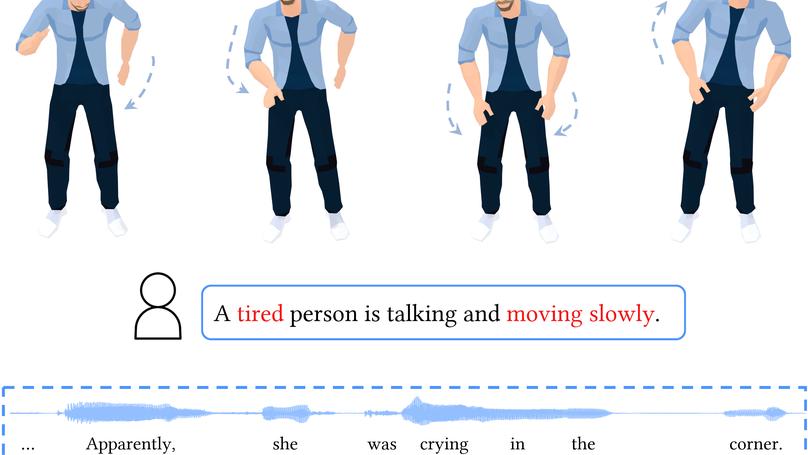 A tired person is talking and moving slowly.
... Apparently, she was crying in the corner.